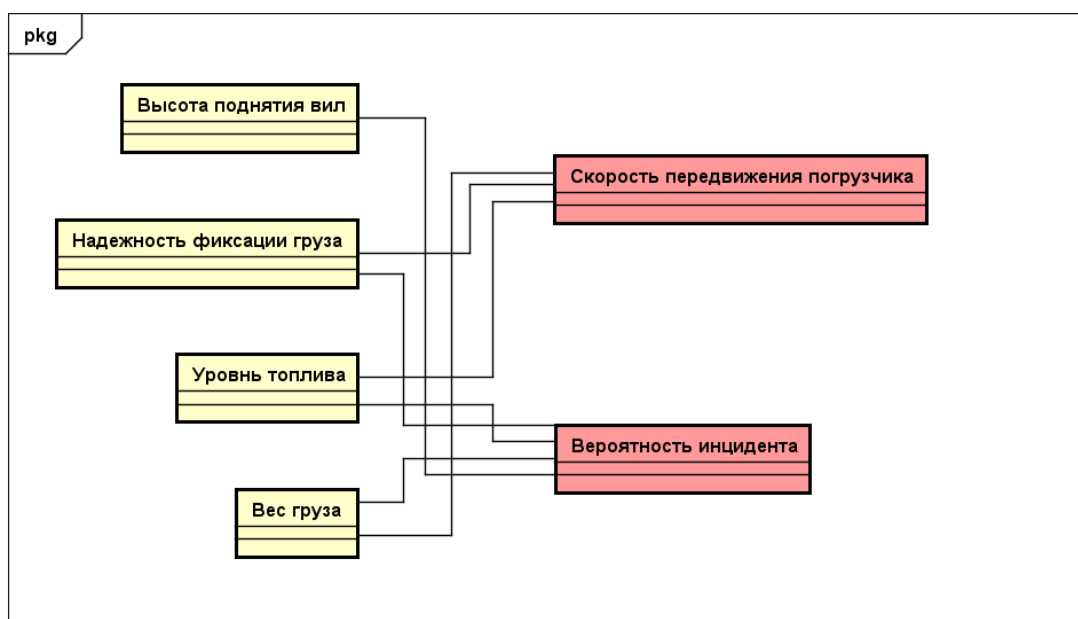 pkg
Высота поднятия вил
Скорость передвижения погрузчика
Надежность фиксации груза
Уровнь топлива
Вероятность инцидента
Вес груза